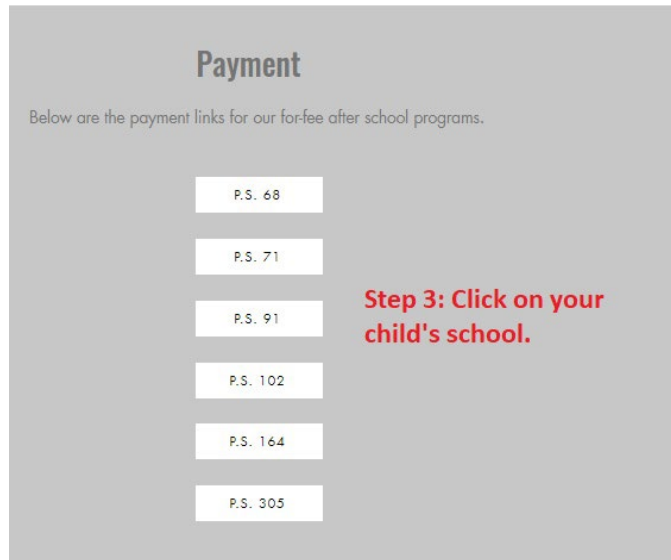 Payment
Below are the payment links for our for-fee after school programs.
P.S. 68
P.S. 71
P.S. 91
Step 3: Click on your
child's school.
P.S. 102
P.S. 164
P.S. 305